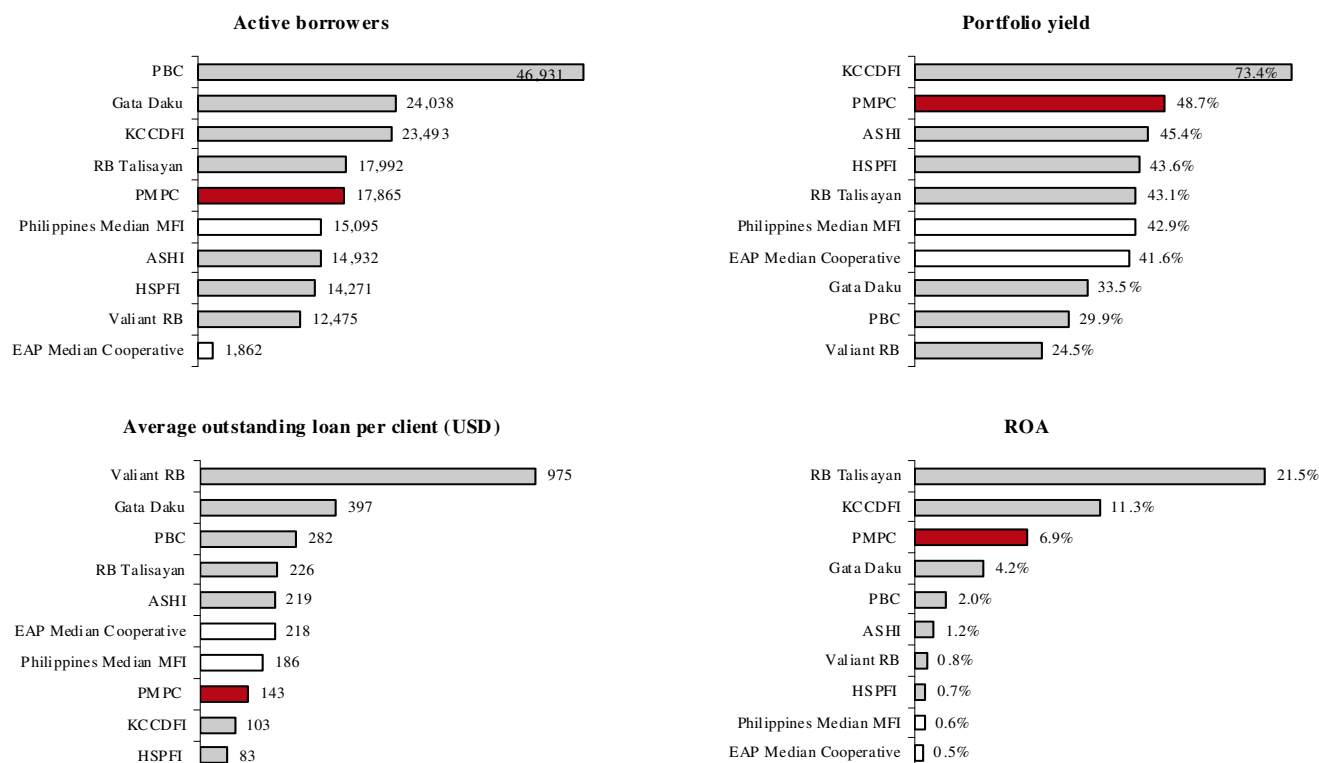 Active borrowers
PBC 46,931
Gata Daku 24,038
KCCDFI 23,493
RB Talisayan 17,992
PMPC 17,865
Philippines Median MFI 15,095
ASHI 14,932
HSPFI 14,271
Valiant RB 12,475
EAP Median Cooperative 1,862
Portfolio yield
KCCDFI 73.4%
PMPC 48.7%
ASHI 45.4%
HSPFI 43.6%
RB Talisayan 43.1%
Philippines Median MFI 42.9%
EAP Median Cooperative 41.6%
Gata Daku 33.5%
PBC 29.9%
Valiant RB 24.5%
Average outstanding loan per client (USD)
Valiant RB 975
Gata Daku 397
PBC 282
RB Talisayan 226
ASHI 219
EAP Median Cooperative 218
Philippines Median MFI 186
PMPC 143
KCCDFI 103
HSPFI 83
ROA
RB Talisayan 21.5%
KCCDFI 11.3%
PMPC 6.9%
Gata Daku 4.2%
PBC 2.0%
ASHI 1.2%
Valiant RB 0.8%
HSPFI 0.7%
Philippines Median MFI 0.6%
EAP Median Cooperative 0.5%